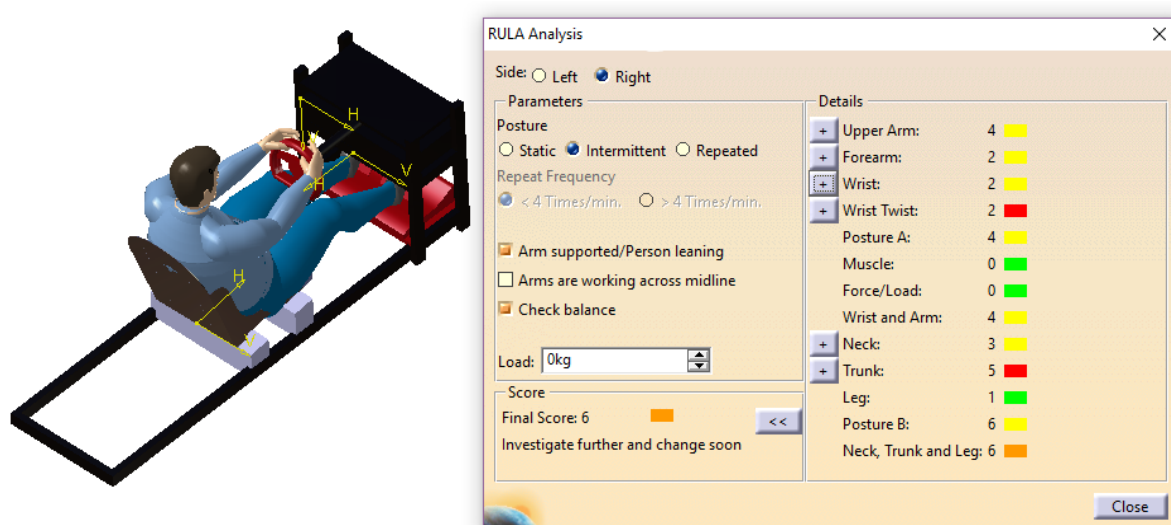 RULA Analysis
Side: Left Right
Parameters
Posture
Static Intermittent Repeated
Repeat Frequency
< 4 Times/min. > 4 Times/min.
Arm supported/Person leaning
Arms are working across midline
Check balance
Load: 0kg
Score
Final Score: 6 <<
Investigate further and change soon
Details
+ Upper Arm: 4
+ Forearm: 2
+ Wrist: 2
+ Wrist Twist: 2
Posture A: 4
Muscle: 0
Force/Load: 0
Wrist and Arm: 4
+ Neck: 3
+ Trunk: 5
Leg: 1
Posture B: 6
Neck, Trunk and Leg: 6
Close
H
V
H
H